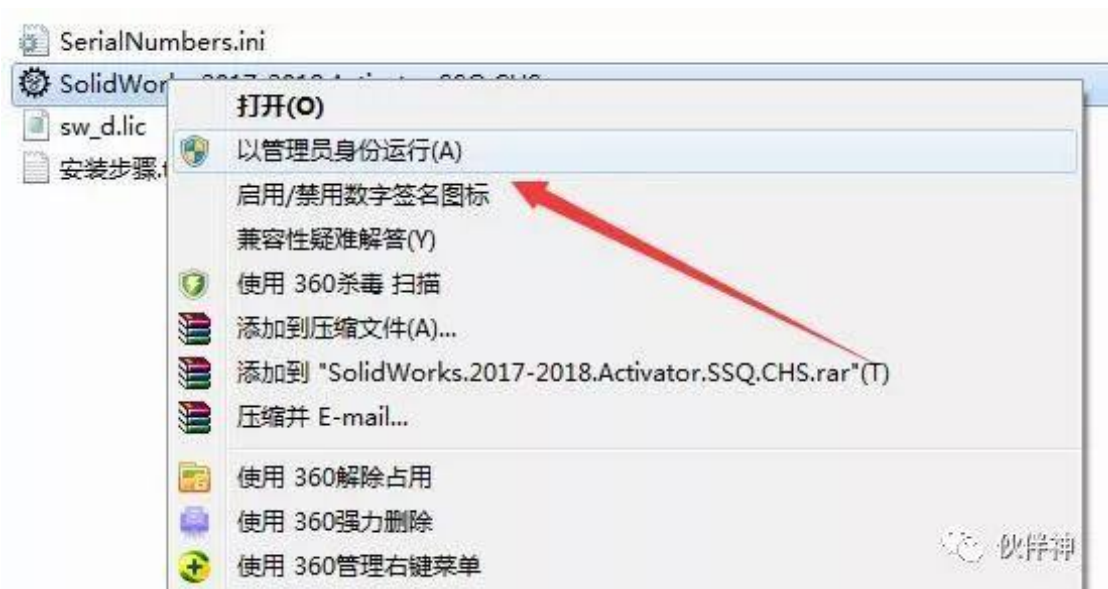 SerialNumbers.ini
SolidWor
打开(O)
sw_d.lic
以管理员身份运行(A)
安装步骤.
启用/禁用数字签名图标
兼容性疑难解答(Y)
使用 360杀毒 扫描
添加到压缩文件(A)...
添加到 "SolidWorks.2017-2018.Activator.SSQ.CHS.rar"(T)
压缩并 E-mail...
使用 360解除占用
使用 360强力删除
使用 360管理右键菜单
伙伴神